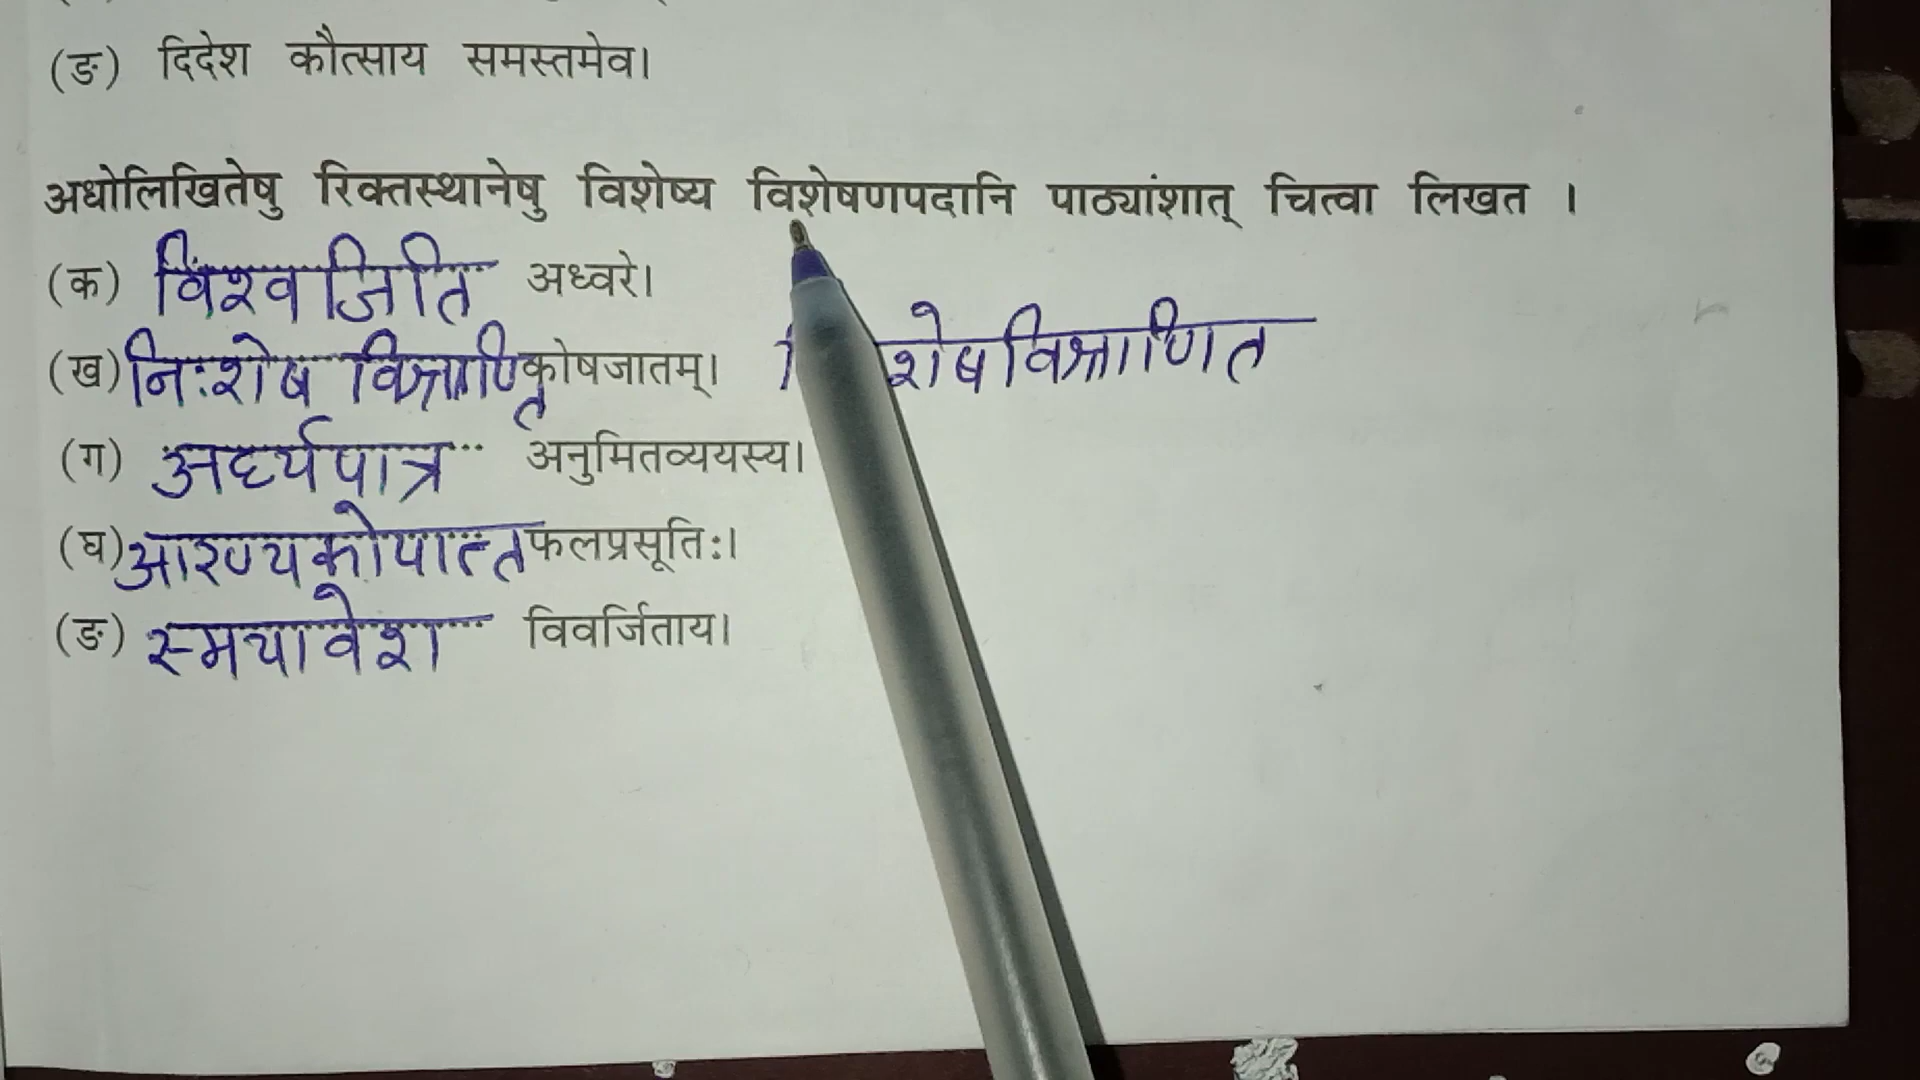 (ङ) दिदेश कौत्साय समस्तमेव।
अधोलिखितेषु रिक्तस्थानेषु विशेष्य विशेषणपदानि पाठ्यांशात् चित्वा लिखत ।
(क) विश्वजिति अध्वरे।
(ख) निःशेष विश्राणित कोषजातम्। शेषविश्राणित
(ग) अर्घ्यपात्र अनुमितव्ययस्य।
(घ) आरण्यकोपात्त फलप्रसूतिः।
(ङ) स्मयावेश विवर्जिताय।